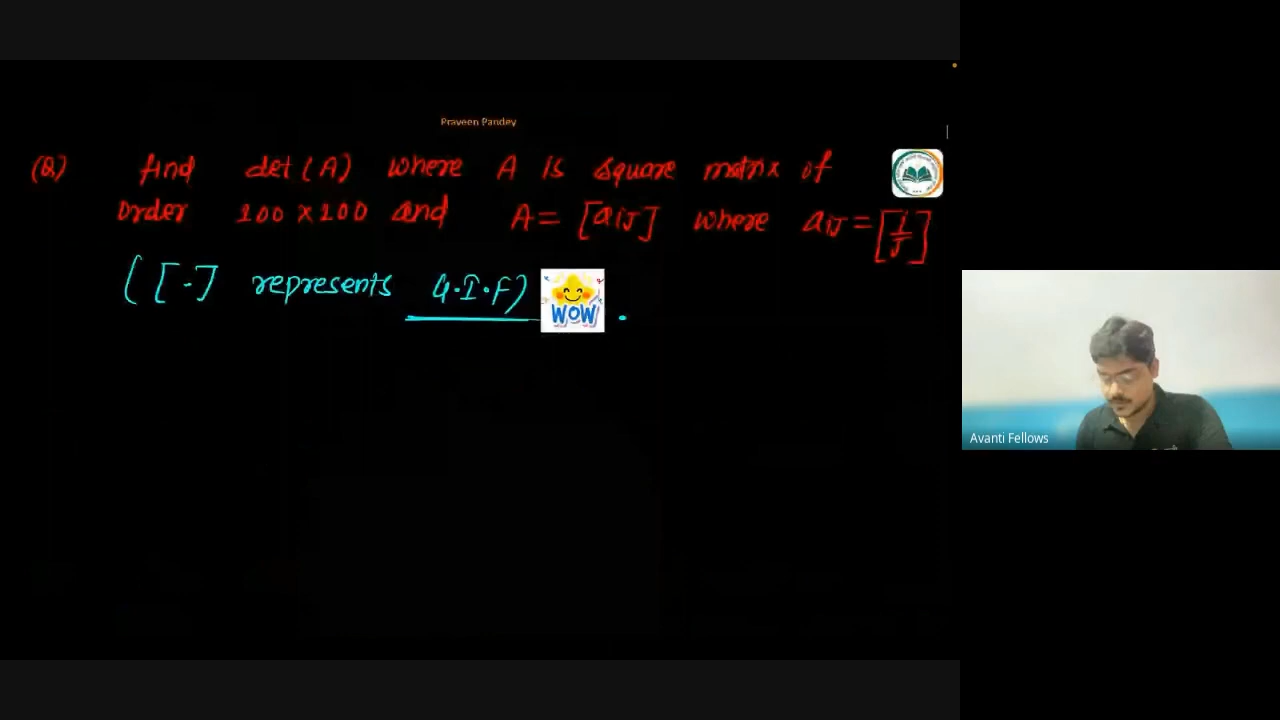 Praveen Pandey
(Q) find det(A) where A is square matrix of
order 100 × 100 and A = [aij] where aij = [i/j]
([.] represents G.I.F)
WOW
Avanti Fellows